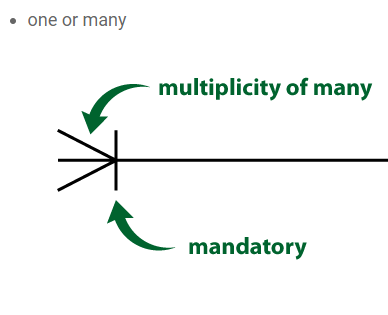 • one or many
multiplicity of many
mandatory